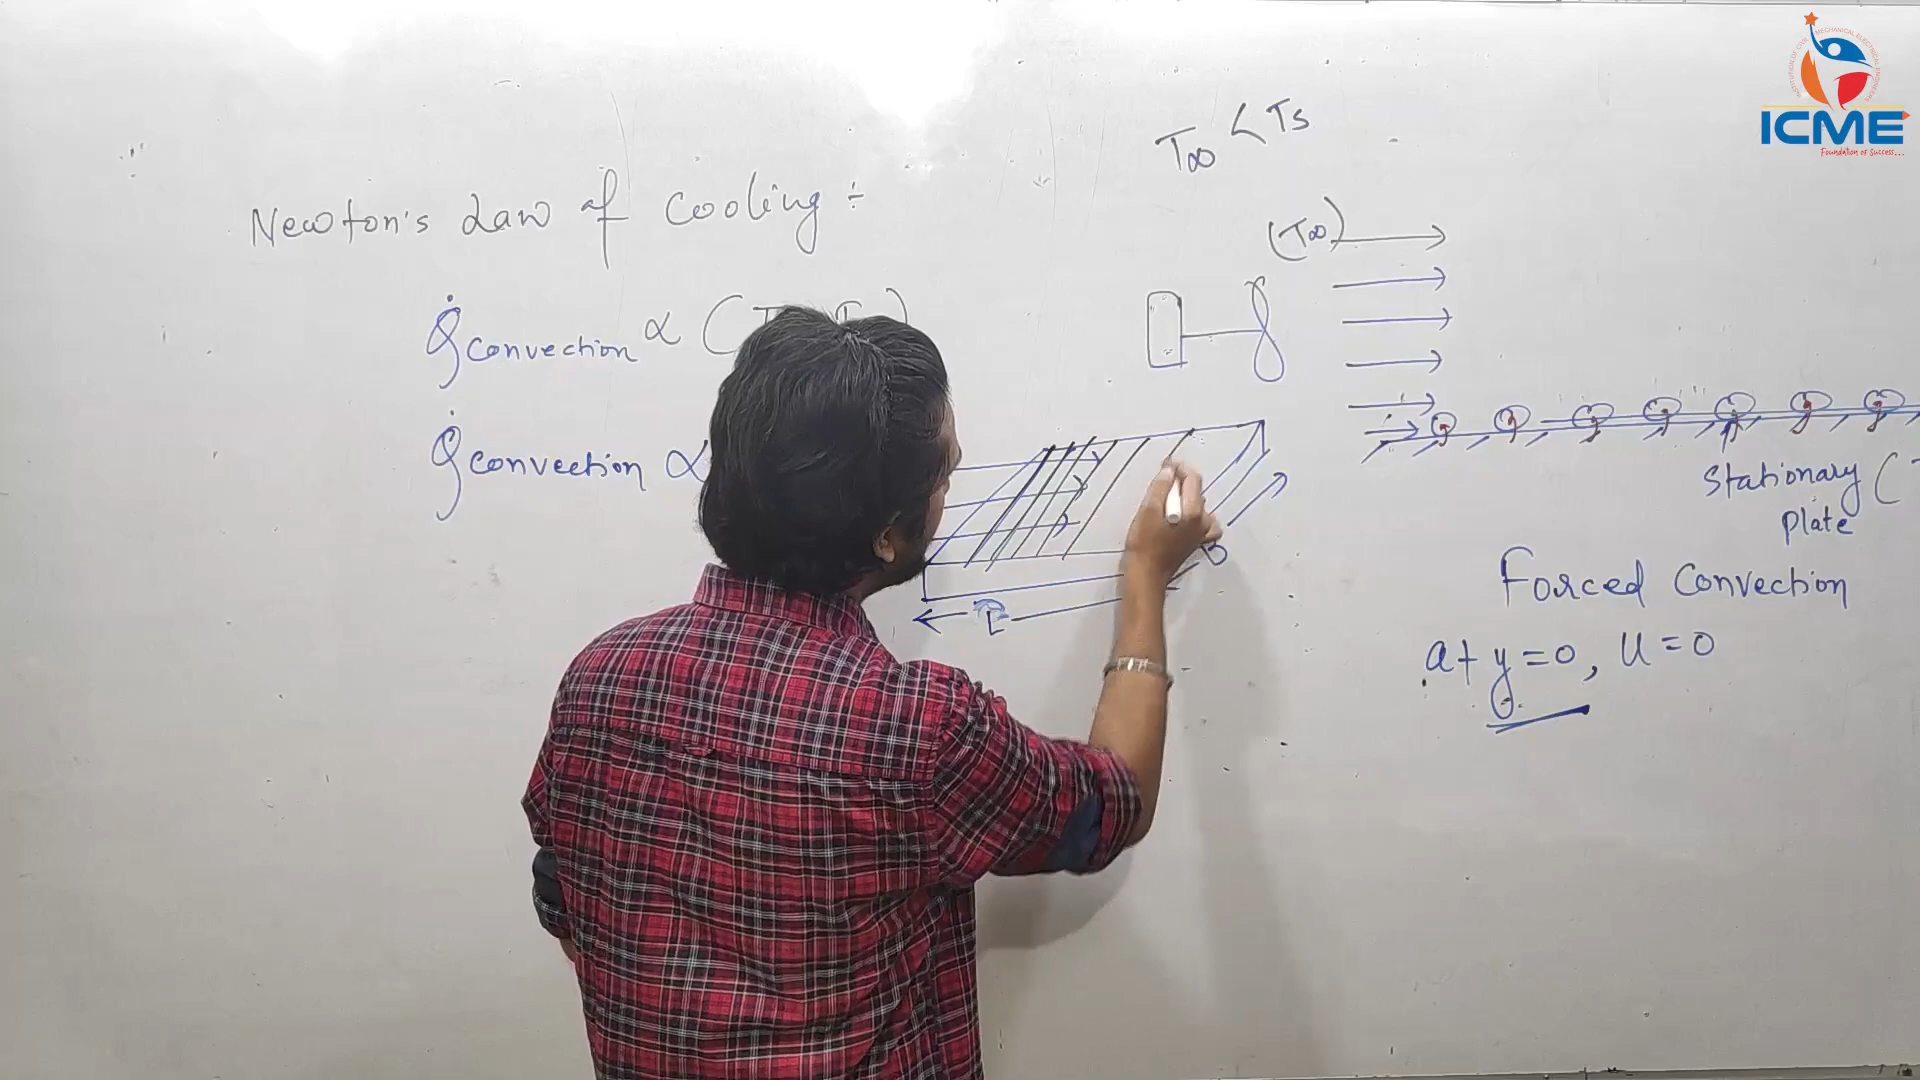 Newton's Law of Cooling ÷
Q̇convection ∝ (
Q̇convection ∝
T∞ < Ts
(T∞)
B
L
Stationary (
Plate
Forced Convection
at y=0, u=0
ICME
Foundation of Success...